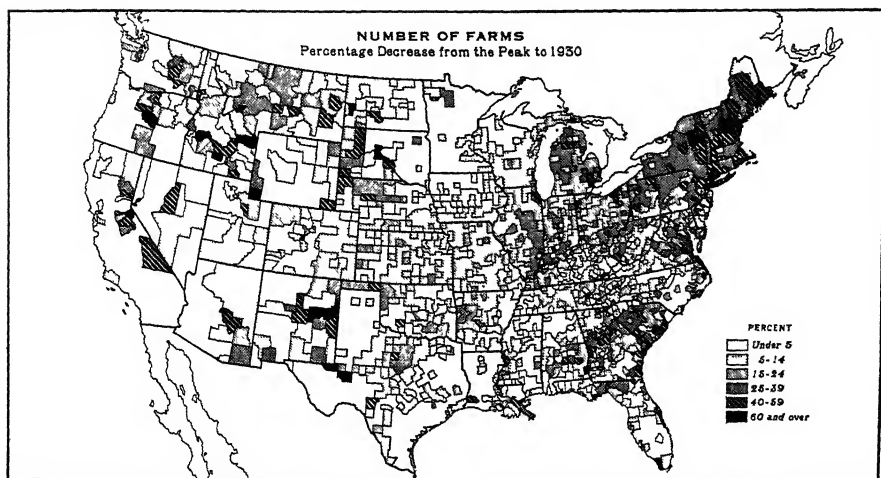 NUMBER OF FARMS
Percentage Decrease from the Peak to 1930
PERCENT
Under 5
5-14
15-24
25-39
40-59
60 and over